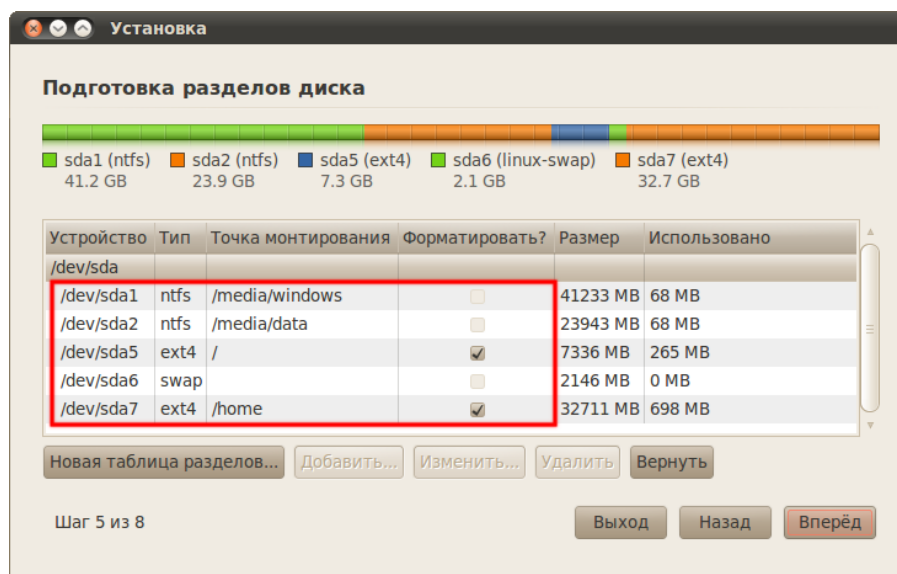 Установка
Подготовка разделов диска
sda1 (ntfs) sda2 (ntfs) sda5 (ext4) sda6 (linux-swap) sda7 (ext4)
41.2 GB 23.9 GB 7.3 GB 2.1 GB 32.7 GB
Устройство Тип Точка монтирования Форматировать? Размер Использовано
/dev/sda
/dev/sda1 ntfs /media/windows 41233 MB 68 MB
/dev/sda2 ntfs /media/data 23943 MB 68 MB
/dev/sda5 ext4 / 7336 MB 265 MB
/dev/sda6 swap 2146 MB 0 MB
/dev/sda7 ext4 /home 32711 MB 698 MB
Новая таблица разделов... Добавить... Изменить... Удалить Вернуть
Шаг 5 из 8 Выход Назад Вперёд